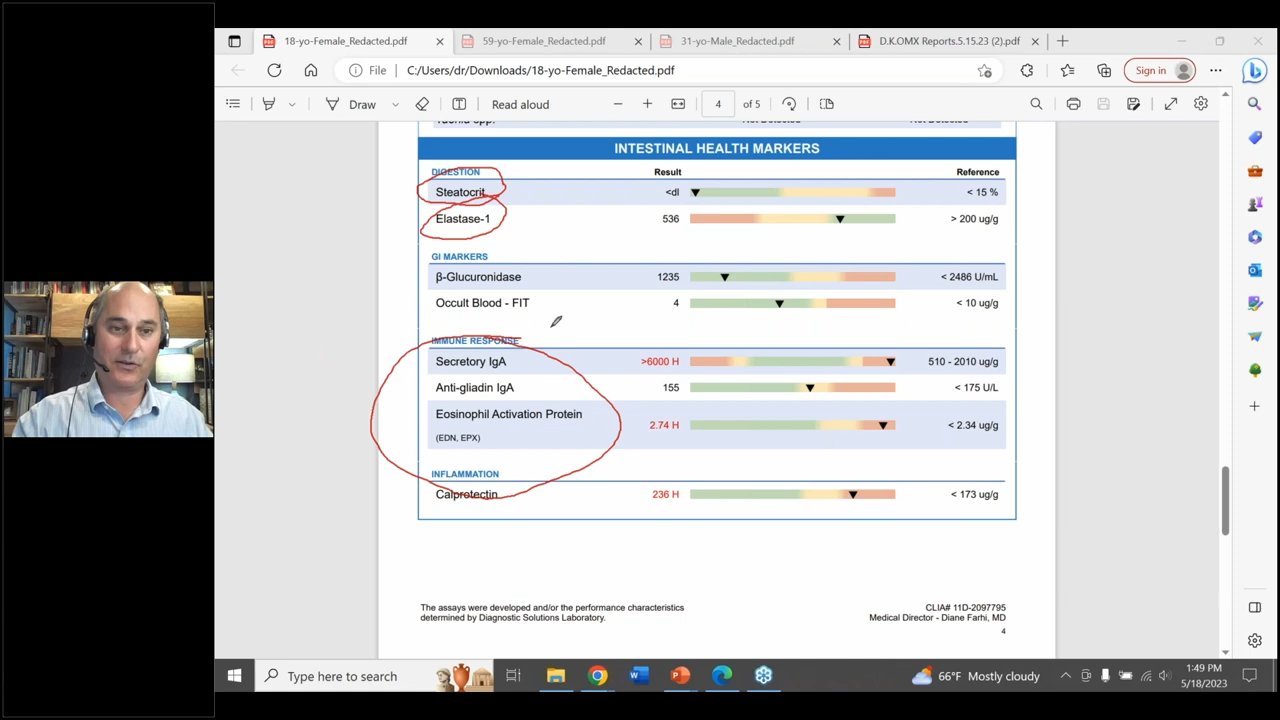 18-yo-Female_Redacted.pdf
59-yo-Female_Redacted.pdf
31-yo-Male_Redacted.pdf
D.K.OMX Reports.5.15.23 (2).pdf
File C:/Users/dr/Downloads/18-yo-Female_Redacted.pdf Sign in
Draw Read aloud 4 of 5
INTESTINAL HEALTH MARKERS
DIGESTION Result Reference
Steatocrit <dl < 15 %
Elastase-1 536 > 200 ug/g
GI MARKERS
β-Glucuronidase 1235 < 2486 U/mL
Occult Blood - FIT 4 < 10 ug/g
IMMUNE RESPONSE
Secretory IgA >6000 H 510 - 2010 ug/g
Anti-gliadin IgA 155 < 175 U/L
Eosinophil Activation Protein
(EDN, EPX) 2.74 H < 2.34 ug/g
INFLAMMATION
Calprotectin 236 H < 173 ug/g
The assays were developed and/or the performance characteristics
determined by Diagnostic Solutions Laboratory.
CLIA# 11D-2097795
Medical Director - Diane Farhi, MD
4
Type here to search 66°F Mostly cloudy 1:49 PM
5/18/2023